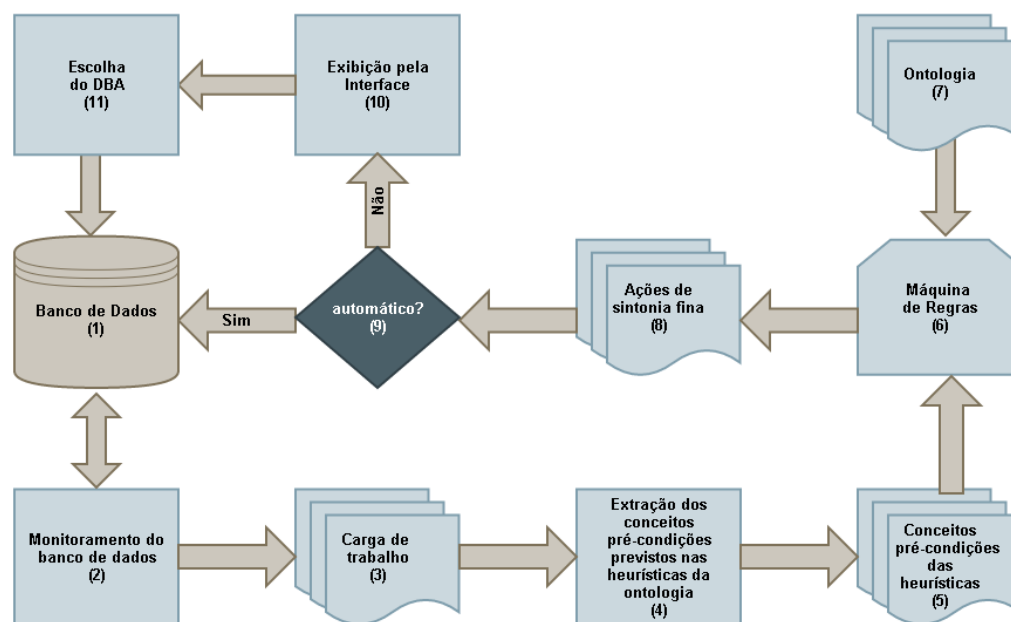 Escolha
do DBA
(11)
Exibição pela
Interface
(10)
Ontologia
(7)
Não
Banco de Dados
(1)
Sim
automático?
(9)
Ações de
sintonia fina
(8)
Máquina
de Regras
(6)
Monitoramento do
banco de dados
(2)
Carga de
trabalho
(3)
Extração dos
conceitos
pré-condições
previstos nas
heurísticas da
ontologia
(4)
Conceitos
pré-condições
das
heurísticas
(5)